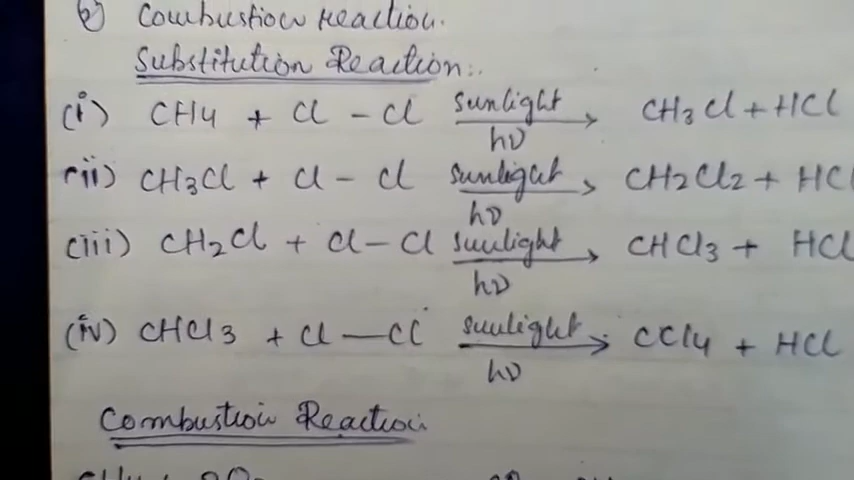 b) Combustion reaction.
Substitution Reaction:.
(i) CH4 + Cl - Cl sunlight hν → CH3Cl + HCl
(ii) CH3Cl + Cl - Cl sunlight hν → CH2Cl2 + HCl
(iii) CH2Cl + Cl - Cl sunlight hν → CHCl3 + HCl
(iv) CHCl3 + Cl — Cl sunlight hν → CCl4 + HCl
Combustion Reaction